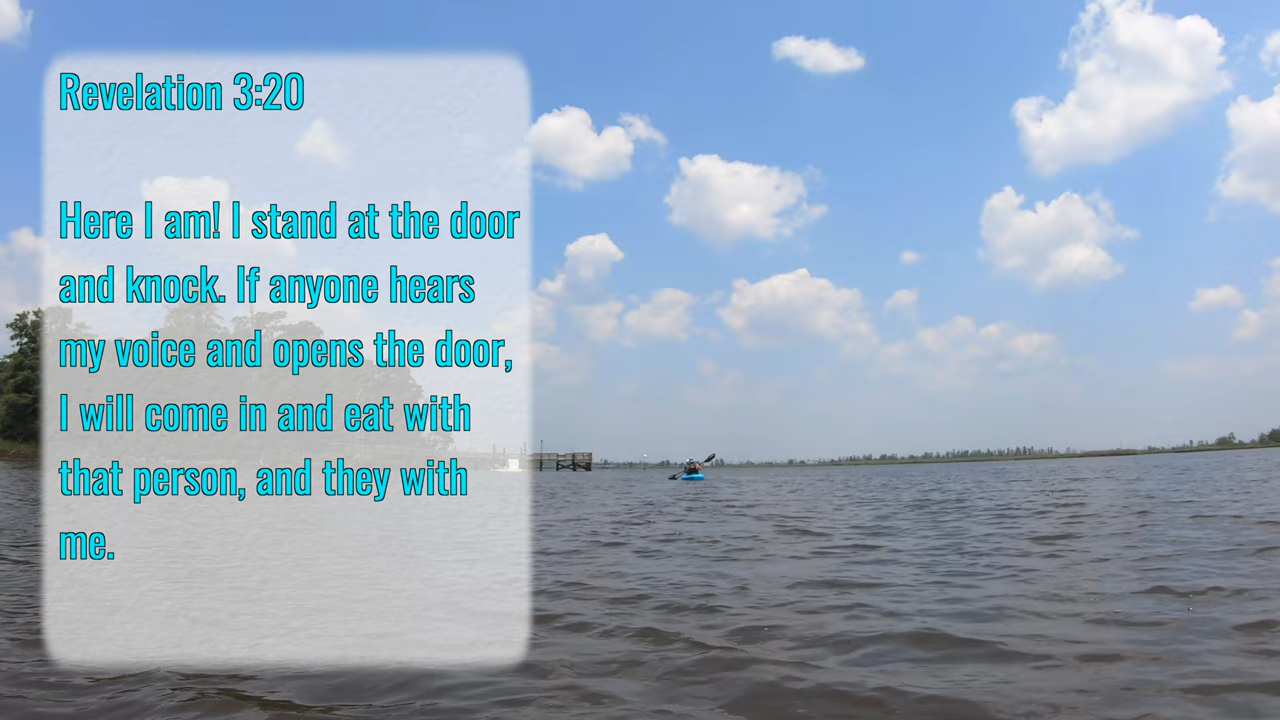 Revelation 3:20
Here I am! I stand at the door
and knock. If anyone hears
my voice and opens the door,
I will come in and eat with
that person, and they with
me.